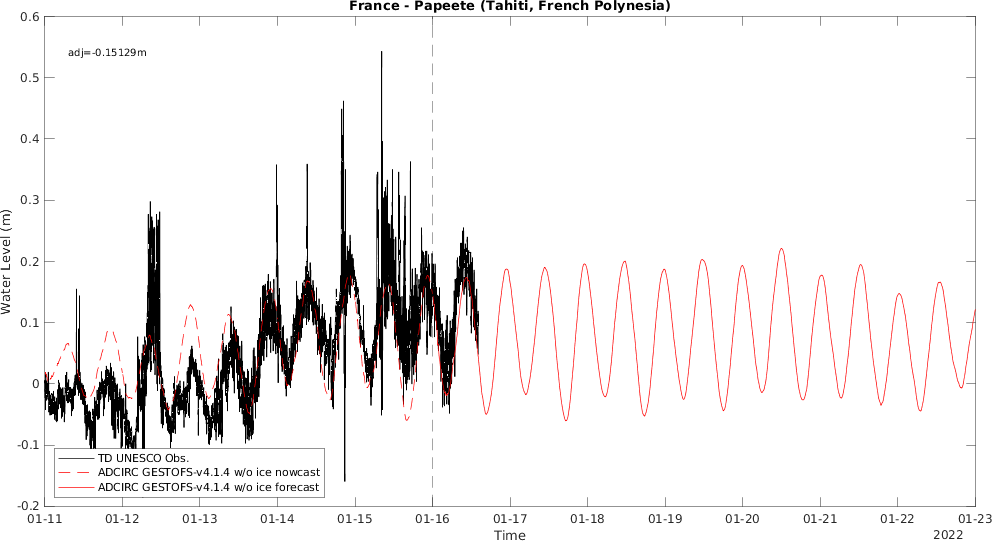 France - Papeete (Tahiti, French Polynesia)
adj=-0.15129m
0.6
0.5
0.4
0.3
0.2
0.1
0
-0.1
-0.2
Water Level (m)
TD UNESCO Obs.
ADCIRC GESTOFS-v4.1.4 w/o ice nowcast
ADCIRC GESTOFS-v4.1.4 w/o ice forecast
01-11 01-12 01-13 01-14 01-15 01-16 01-17 01-18 01-19 01-20 01-21 01-22 01-23
Time
2022